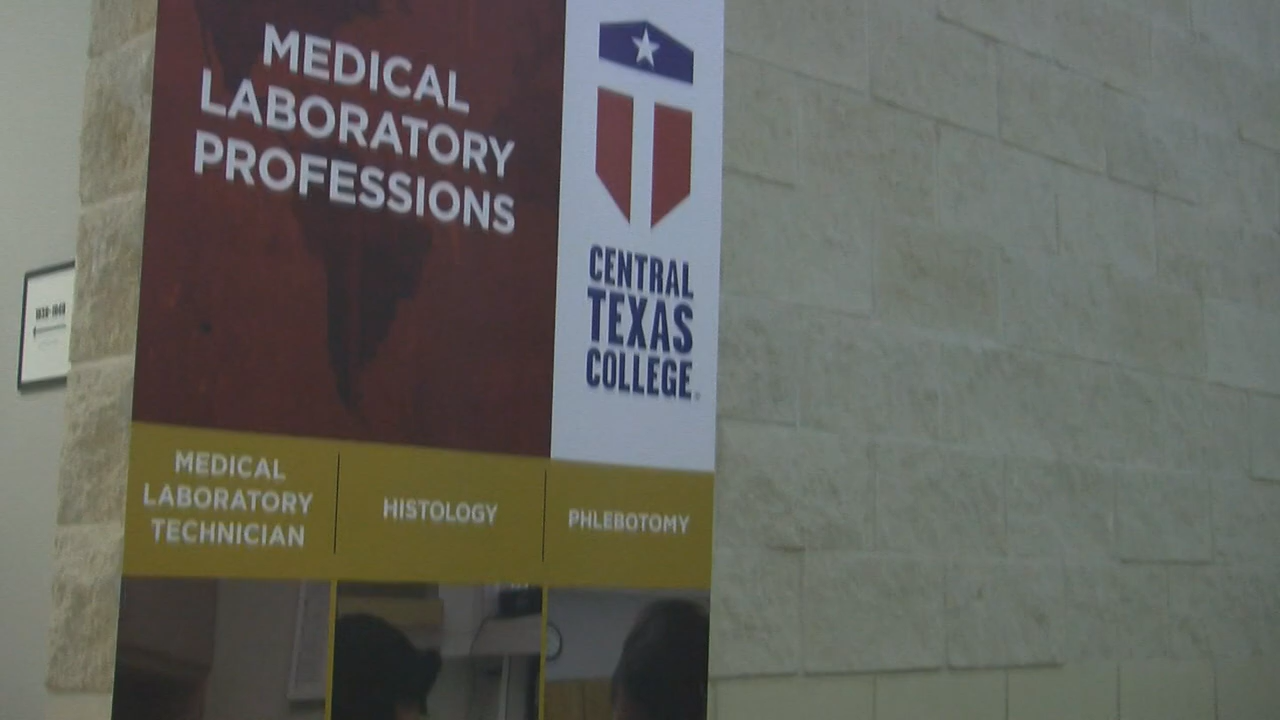 MEDICAL
LABORATORY
PROFESSIONS
CENTRAL
TEXAS
COLLEGE
MEDICAL
LABORATORY
TECHNICIAN
HISTOLOGY
PHLEBOTOMY